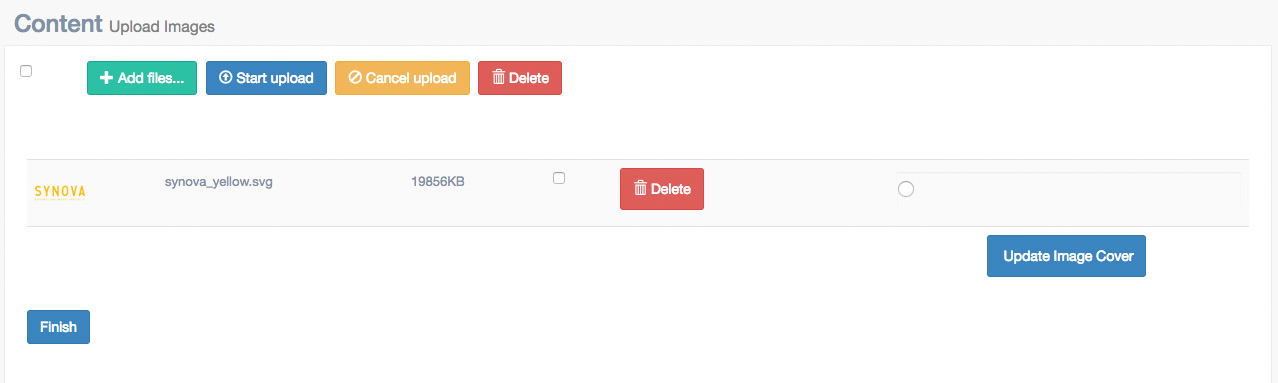 Content Upload Images
Add files... Start upload Cancel upload Delete
SYNOVA synova_yellow.svg 19856KB Delete
Update Image Cover
Finish